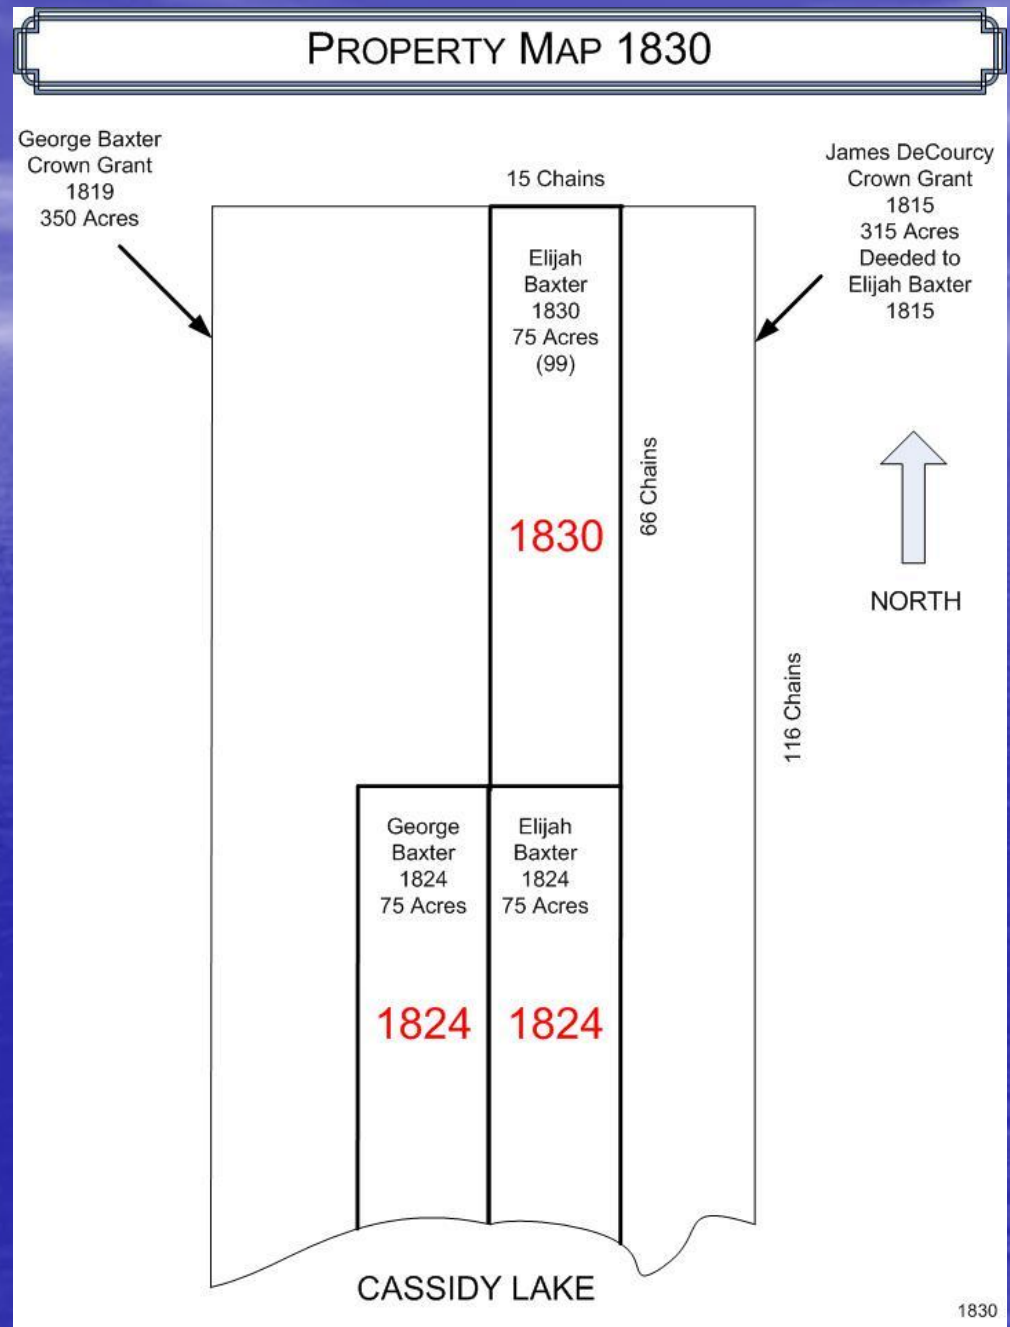 PROPERTY MAP 1830
George Baxter
Crown Grant
1819
350 Acres
15 Chains
James DeCourcy
Crown Grant
1815
315 Acres
Deeded to
Elijah Baxter
1815
Elijah
Baxter
1830
75 Acres
(99)
1830
66 Chains
NORTH
116 Chains
George
Baxter
1824
75 Acres
1824
Elijah
Baxter
1824
75 Acres
1824
CASSIDY LAKE
1830